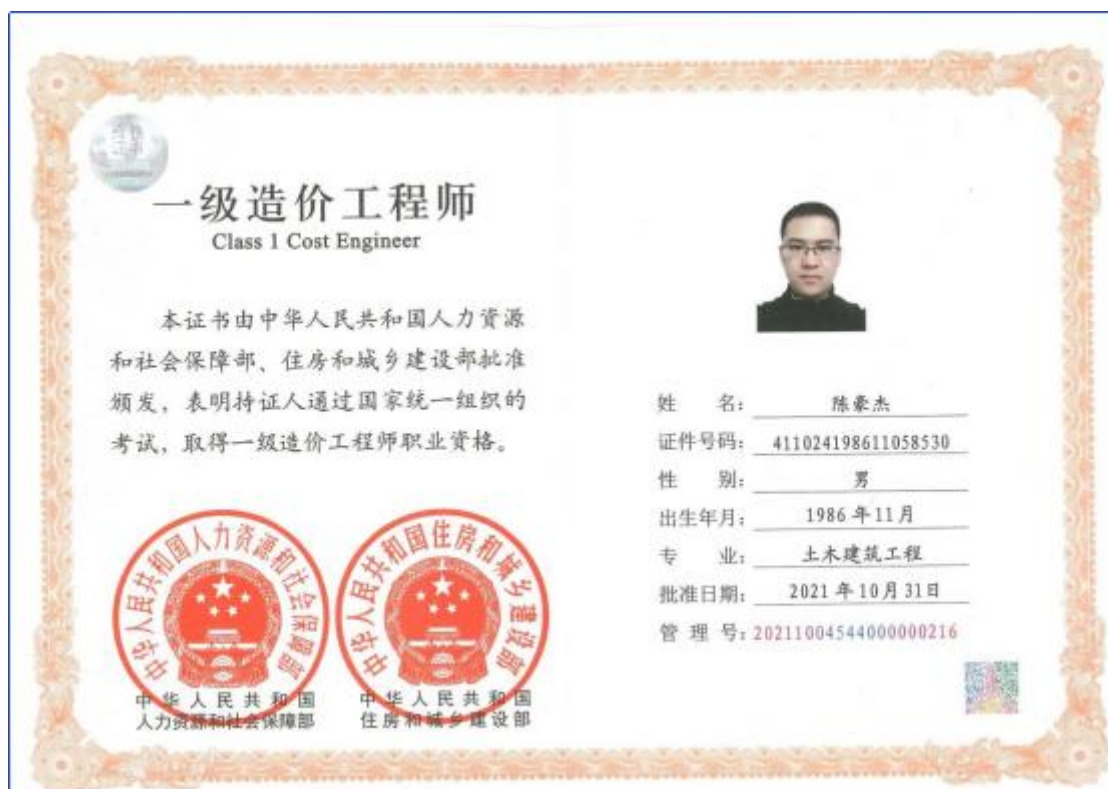 一级造价工程师
Class 1 Cost Engineer
本证书由中华人民共和国人力资源
和社会保障部、住房和城乡建设部批准
颁发，表明持证人通过国家统一组织的
考试，取得一级造价工程师职业资格。
中华人民共和国人力资源和社会保障部
中华人民共和国住房和城乡建设部
中华人民共和国
人力资源和社会保障部
中华人民共和国
住房和城乡建设部
姓 名：陈豪杰
证件号码：411024198611058530
性 别：男
出生年月：1986年11月
专 业：土木建筑工程
批准日期：2021年10月31日
管 理 号：20211004544000000216